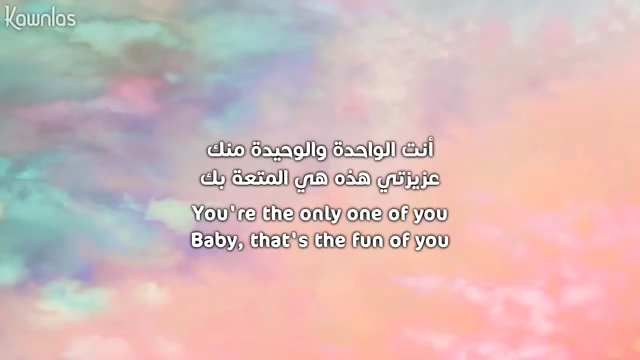 Kawnlas
أنت الواحدة والوحيدة منك
عزيزتي هذه هي المتعة بك
You're the only one of you
Baby, that's the fun of you